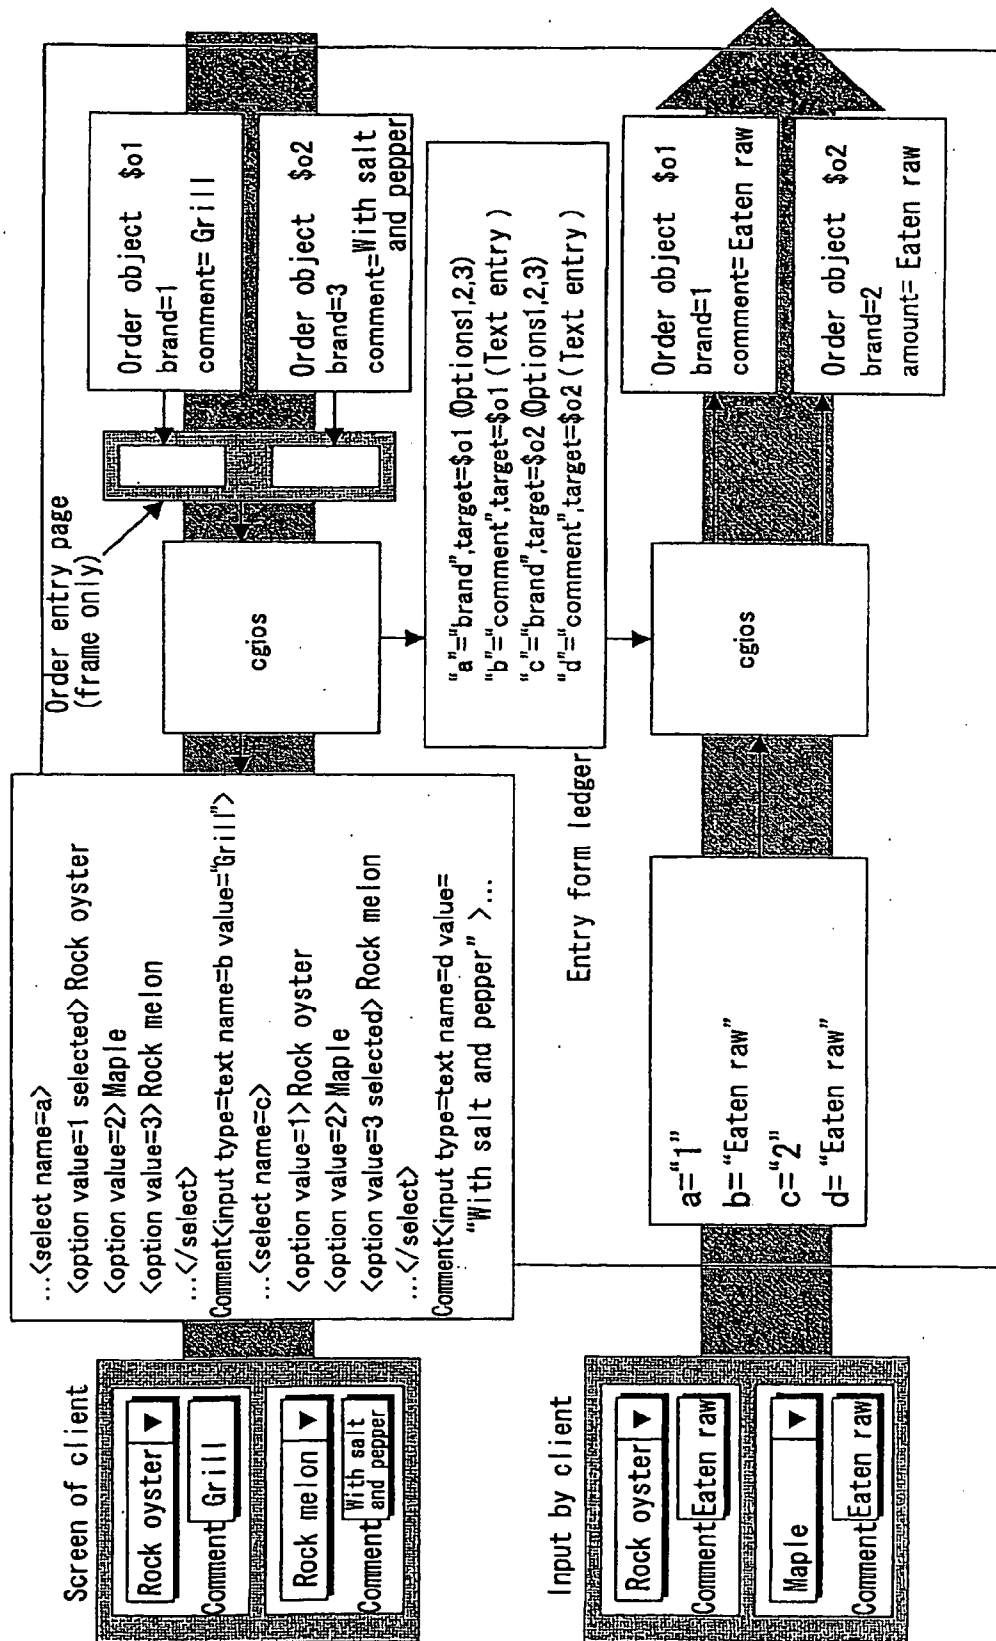 Screen of client
Rock oyster ▼
Comment Grill
Rock melon ▼
Comment With salt
and pepper
...<select name=a>
<option value=1 selected>Rock oyster
<option value=2>Maple
<option value=3>Rock melon
...</select>
Comment<input type=text name=b value="Grill">
...<select name=c>
<option value=1>Rock oyster
<option value=2>Maple
<option value=3 selected>Rock melon
...</select>
Comment<input type=text name=d value=
"With salt and pepper" >...
Order entry page
(frame only)
cgios
Order object $o1
brand=1
comment=Grill
Order object $o2
brand=3
comment=With salt
and pepper
Entry form ledger
"a"="brand",target=$o1(Options1,2,3)
"b"="comment",target=$o1(Text entry)
"c"="brand",target=$o2(Options1,2,3)
"d"="comment",target=$o2(Text entry)
Input by client
Rock oyster ▼
Comment Eaten raw
Maple ▼
Comment Eaten raw
a="1"
b="Eaten raw"
c="2"
d="Eaten raw"
cgios
Order object $o1
brand=1
comment=Eaten raw
Order object $o2
brand=2
amount=Eaten raw